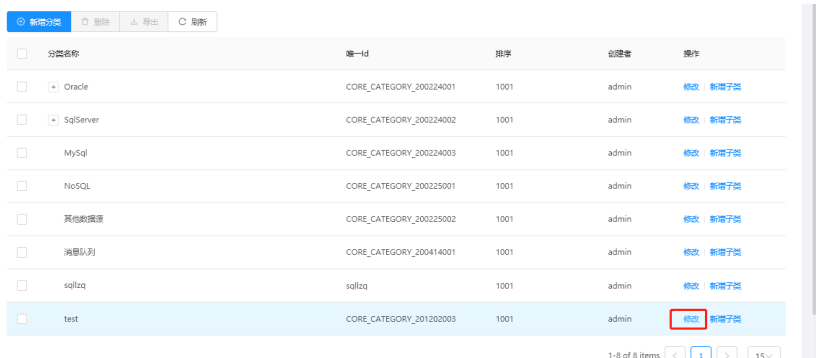 新增分类 删除 导出 刷新
分类名称 唯一Id 排序 创建者 操作
Oracle CORE_CATEGORY_200224001 1001 admin 修改 新增子类
SqlServer CORE_CATEGORY_200224002 1001 admin 修改 新增子类
MySql CORE_CATEGORY_200224003 1001 admin 修改 新增子类
NoSQL CORE_CATEGORY_200225001 1001 admin 修改 新增子类
其他数据源 CORE_CATEGORY_200225002 1001 admin 修改 新增子类
消息队列 CORE_CATEGORY_200414001 1001 admin 修改 新增子类
sqllzq sqllzq 1001 admin 修改 新增子类
test CORE_CATEGORY_201202003 1001 admin 修改 新增子类
1-8 of 8 items < 1 > 15